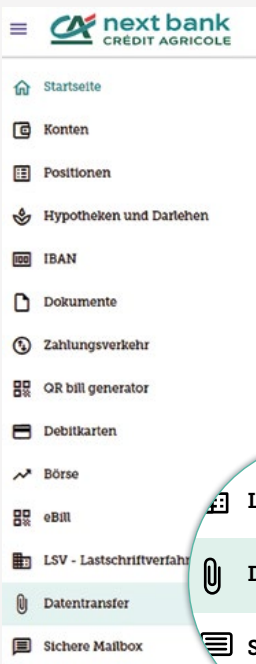 next bank
CRÉDIT AGRICOLE
Startseite
Konten
Positionen
Hypotheken und Darlehen
IBAN
Dokumente
Zahlungsverkehr
QR bill generator
Debitkarten
Börse
eBill
LSV - Lastschriftverfahr
Datentransfer
Sichere Mailbox